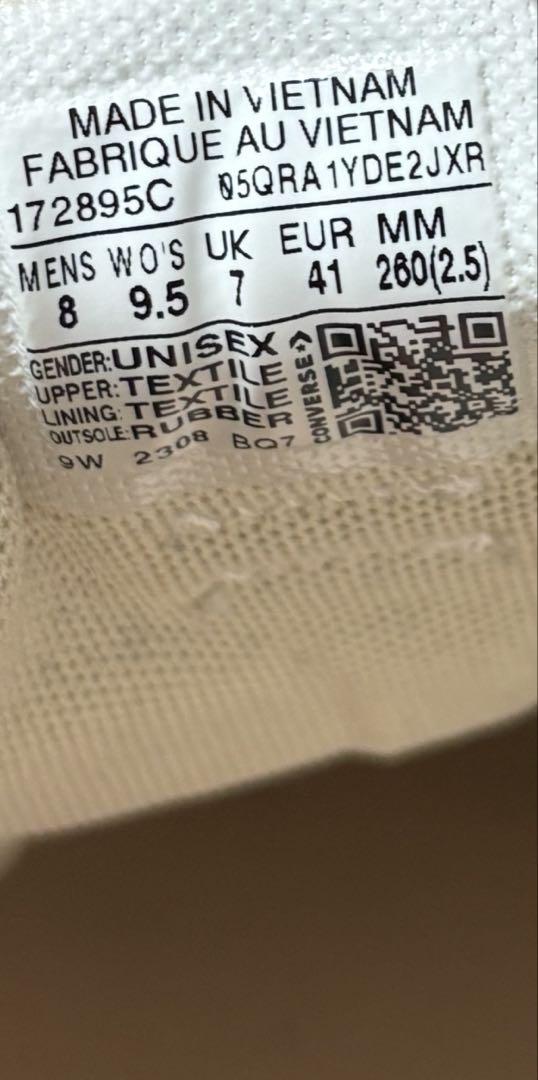 MADE IN VIETNAM
FABRIQUE AU VIETNAM
172895C 05QRA1YDE2JXR
MENS WO'S UK EUR MM
8 9.5 7 41 260(2.5)
GENDER:UNISEX
UPPER:TEXTILE
LINING:TEXTILE
OUTSOLE:RUBBER
9W 2308 BQ7
CONVERSE